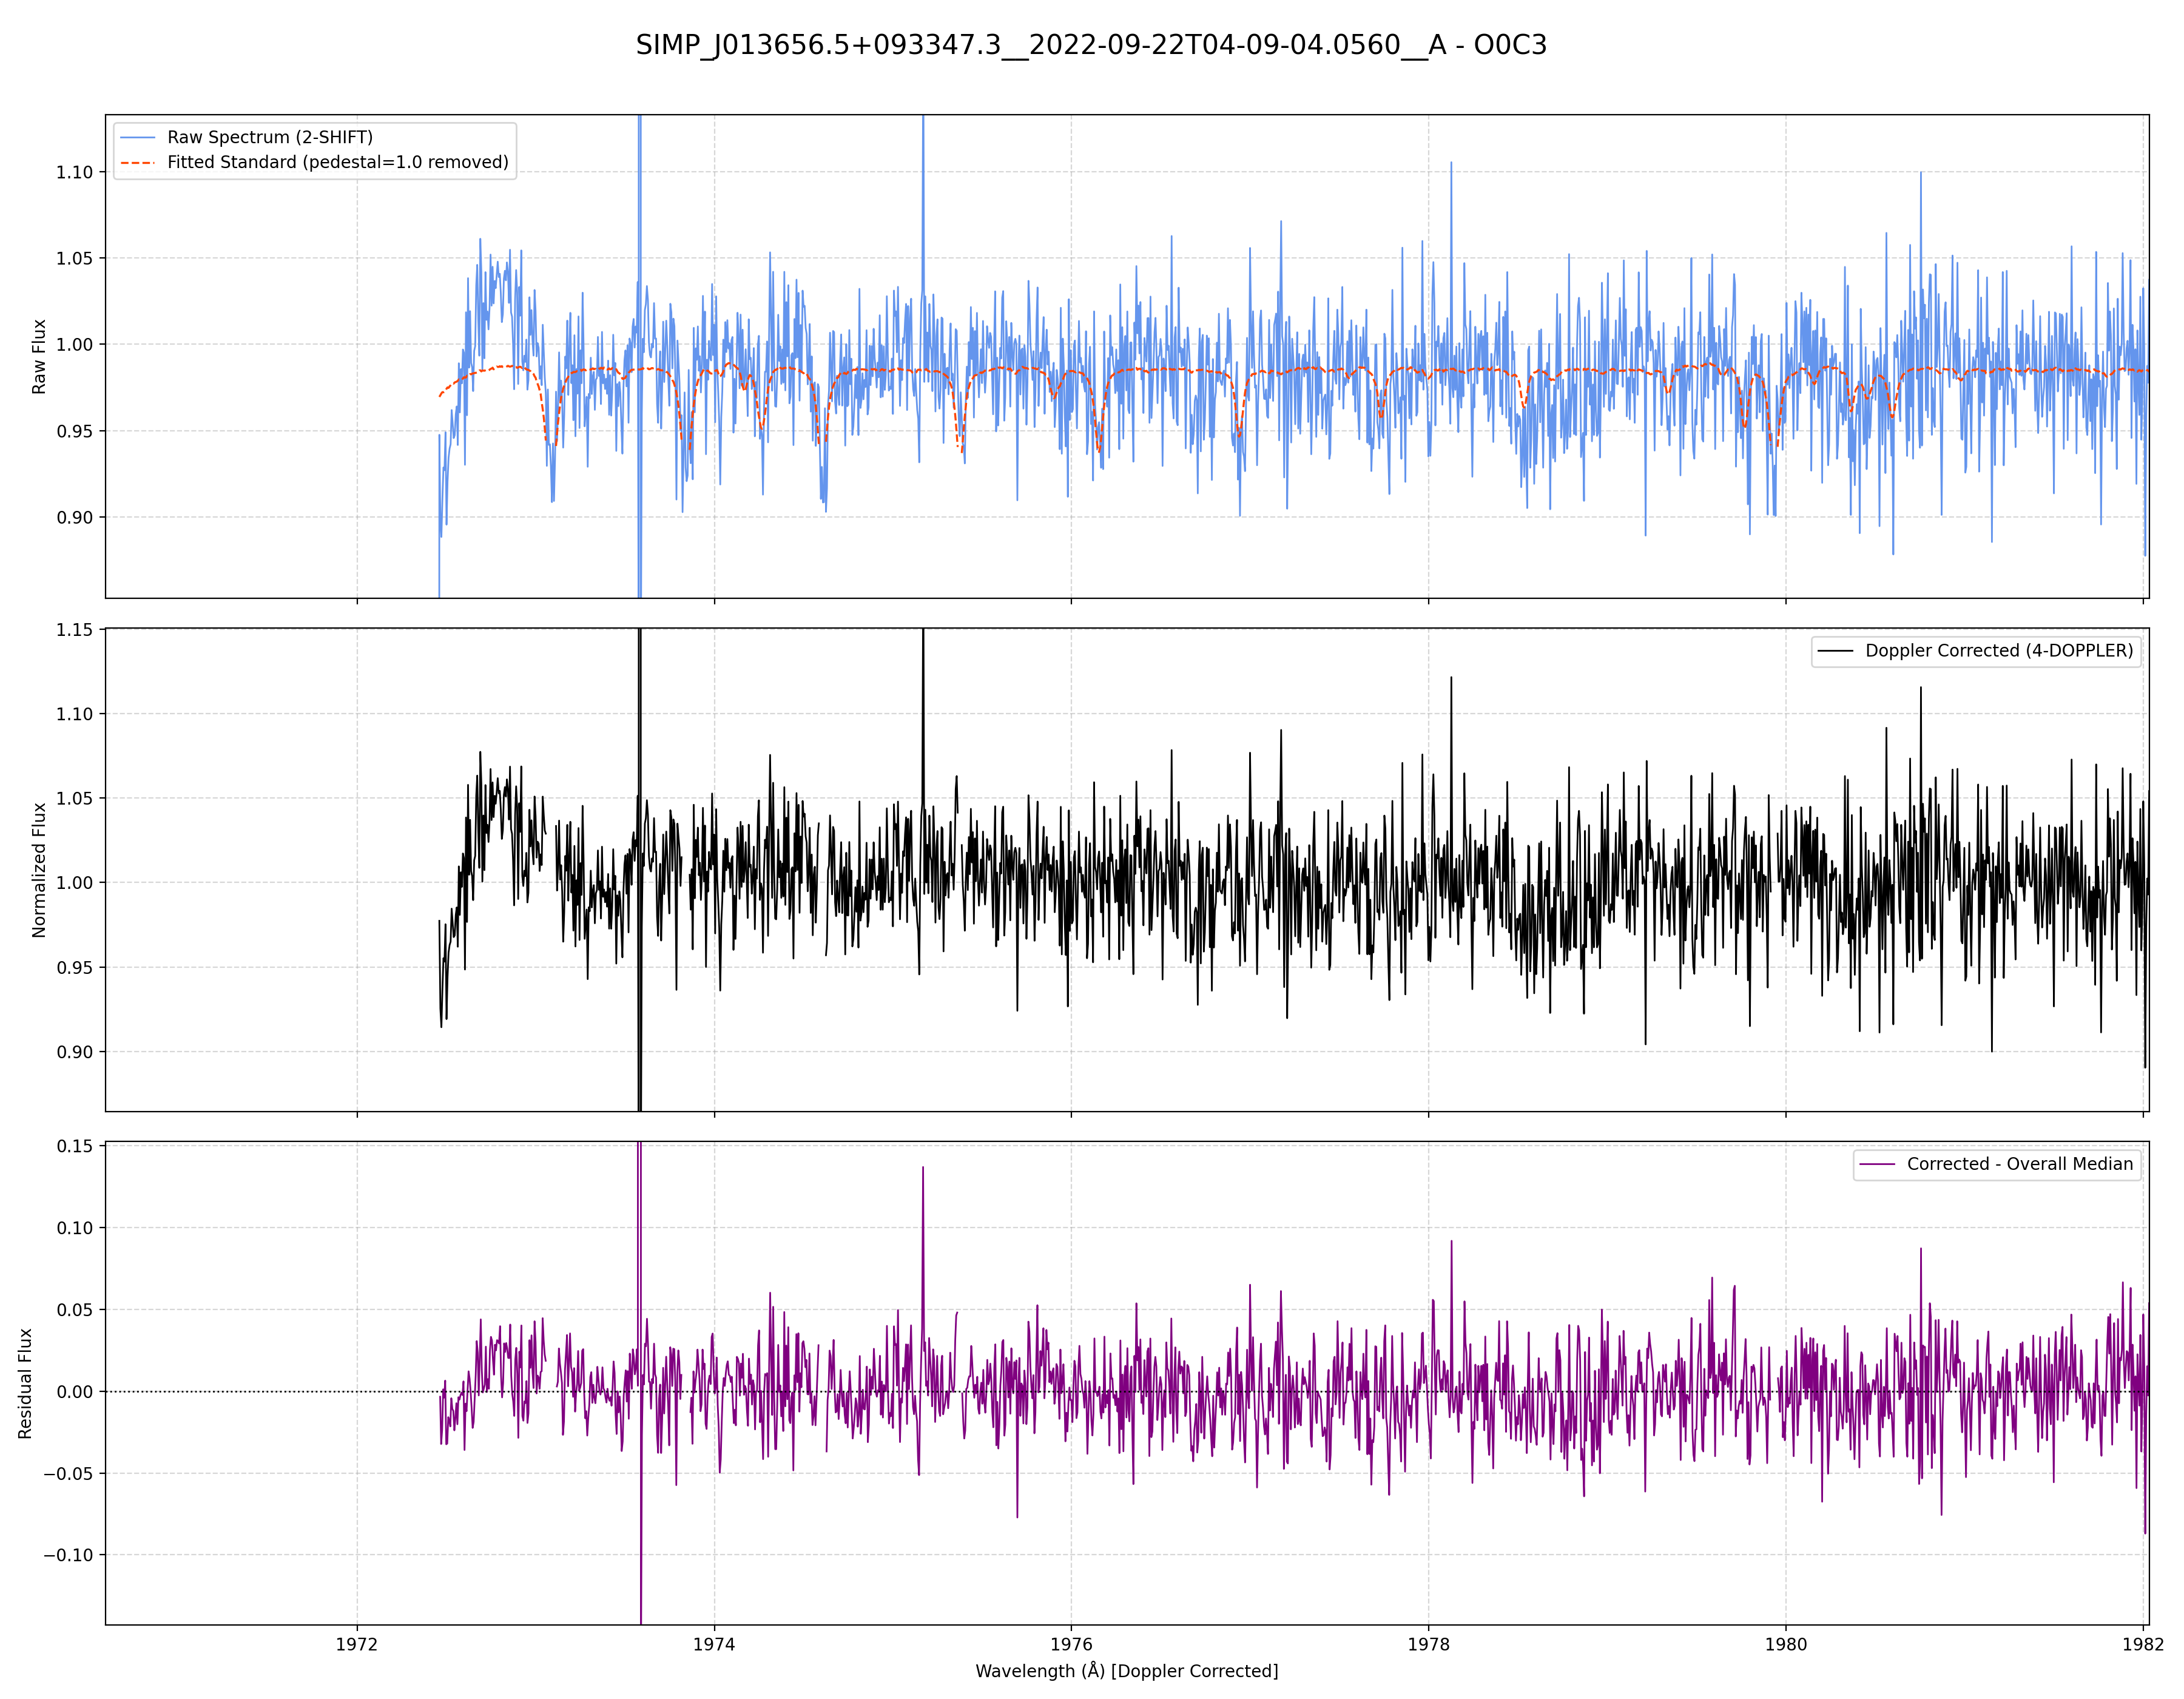 SIMP_J013656.5+093347.3__2022-09-22T04-09-04.0560__A - O0C3
Raw Spectrum (2-SHIFT)
Fitted Standard (pedestal=1.0 removed)
1.10
1.05
1.00
0.95
0.90
Raw Flux
Doppler Corrected (4-DOPPLER)
1.15
1.10
1.05
1.00
0.95
0.90
Normalized Flux
Corrected - Overall Median
0.15
0.10
0.05
0.00
−0.05
−0.10
Residual Flux
1972 1974 1976 1978 1980 1982
Wavelength (Å) [Doppler Corrected]